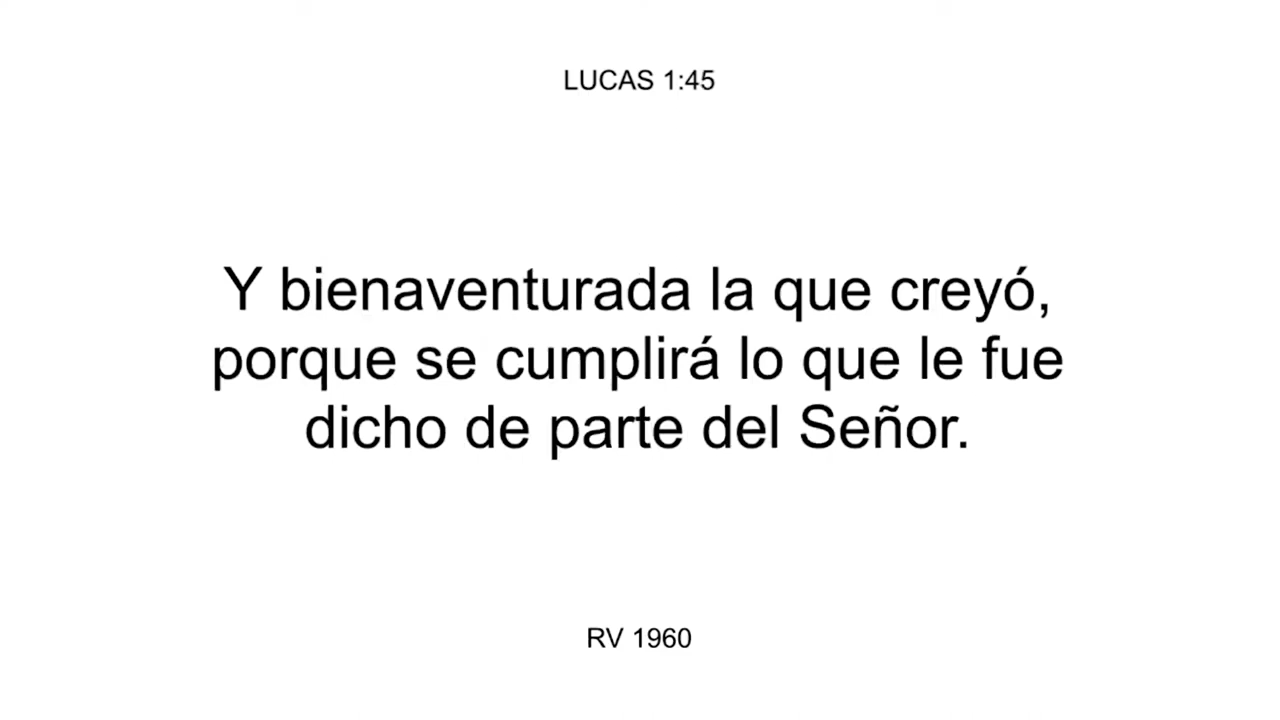 LUCAS 1:45
Y bienaventurada la que creyó,
porque se cumplirá lo que le fue
dicho de parte del Señor.
RV 1960